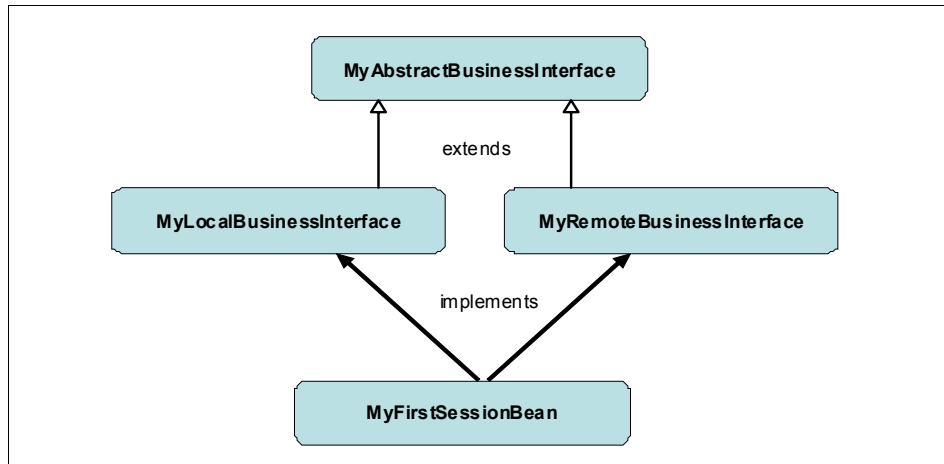 MyAbstractBusinessInterface
extends
MyLocalBusinessInterface
MyRemoteBusinessInterface
implements
MyFirstSessionBean